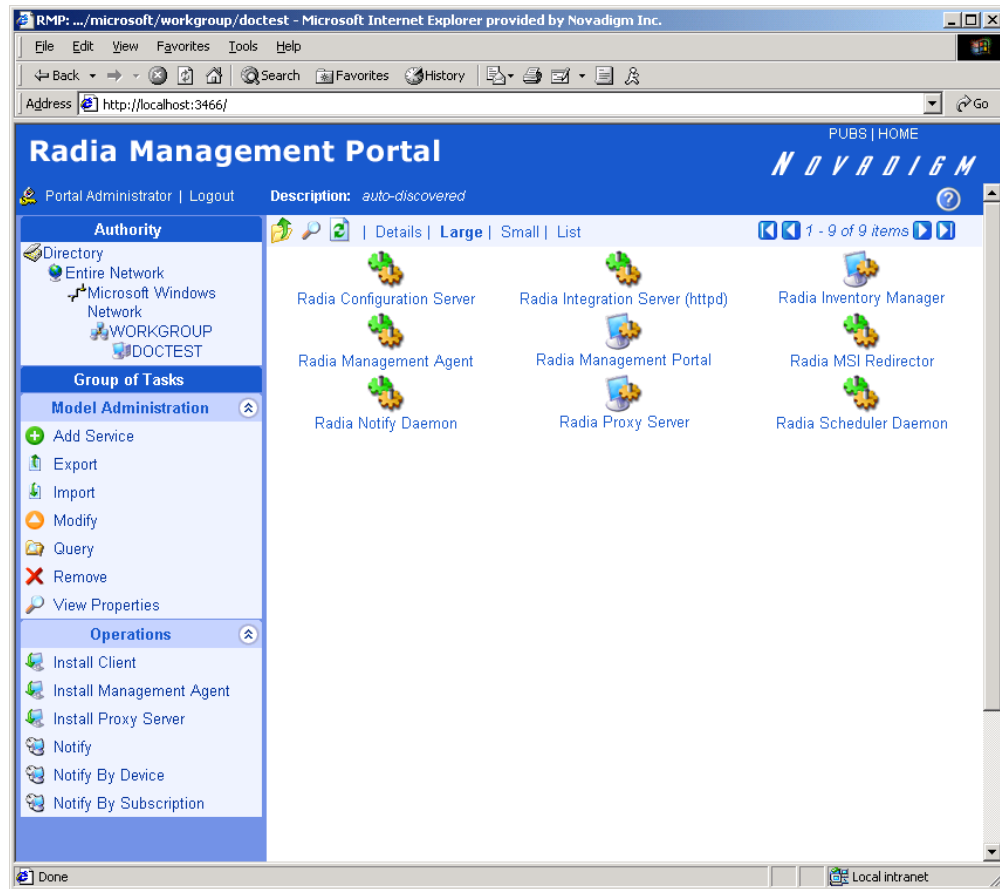 RMP: .../microsoft/workgroup/doctest - Microsoft Internet Explorer provided by Novadigm Inc.
File Edit View Favorites Tools Help
Back Search Favorites History
Address http://localhost:3466/ Go
PUBS | HOME
Radia Management Portal
NOVADIGM
Portal Administrator | Logout Description: auto-discovered
Authority
| Details | Large | Small | List 1 - 9 of 9 items
Directory
Entire Network
Microsoft Windows
Network
WORKGROUP
DOCTEST
Radia Configuration Server Radia Integration Server (httpd) Radia Inventory Manager
Radia Management Agent Radia Management Portal Radia MSI Redirector
Radia Notify Daemon Radia Proxy Server Radia Scheduler Daemon
Group of Tasks
Model Administration
Add Service
Export
Import
Modify
Query
Remove
View Properties
Operations
Install Client
Install Management Agent
Install Proxy Server
Notify
Notify By Device
Notify By Subscription
Done Local intranet